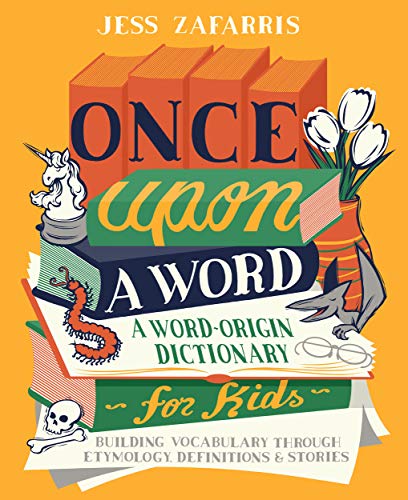 JESS ZAFARRIS
ONCE
upon
A WORD
A WORD-ORIGIN
DICTIONARY
~ for Kids ~
BUILDING VOCABULARY THROUGH
ETYMOLOGY, DEFINITIONS & STORIES